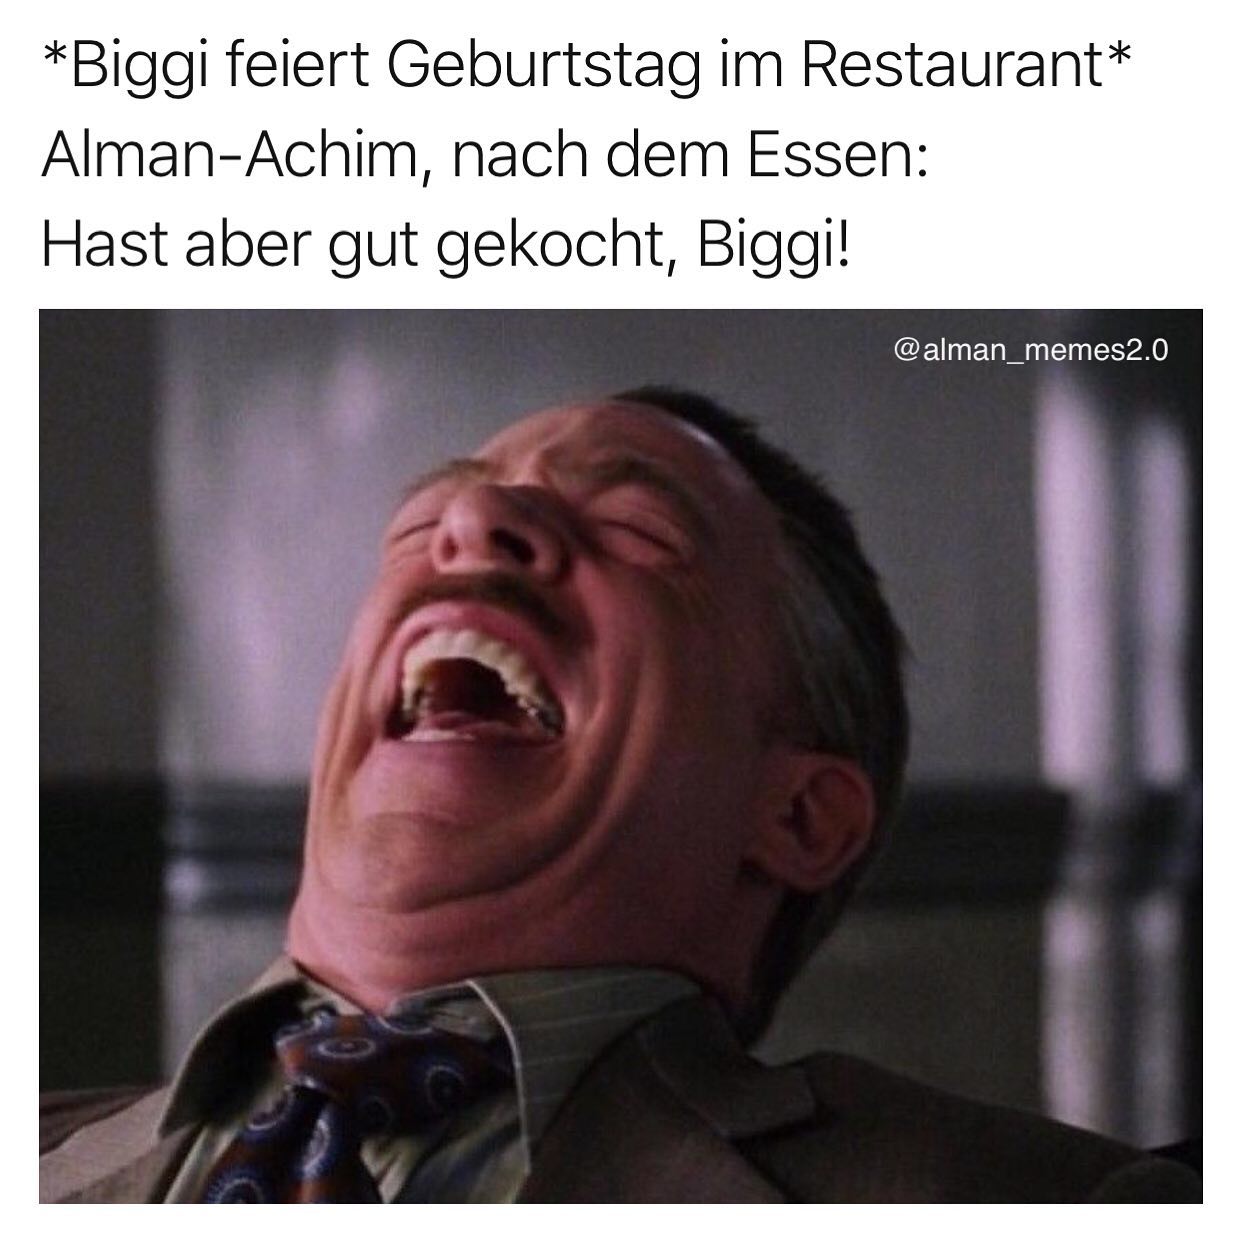 *Biggi feiert Geburtstag im Restaurant*
Alman-Achim, nach dem Essen:
Hast aber gut gekocht, Biggi!
@alman_memes2.0